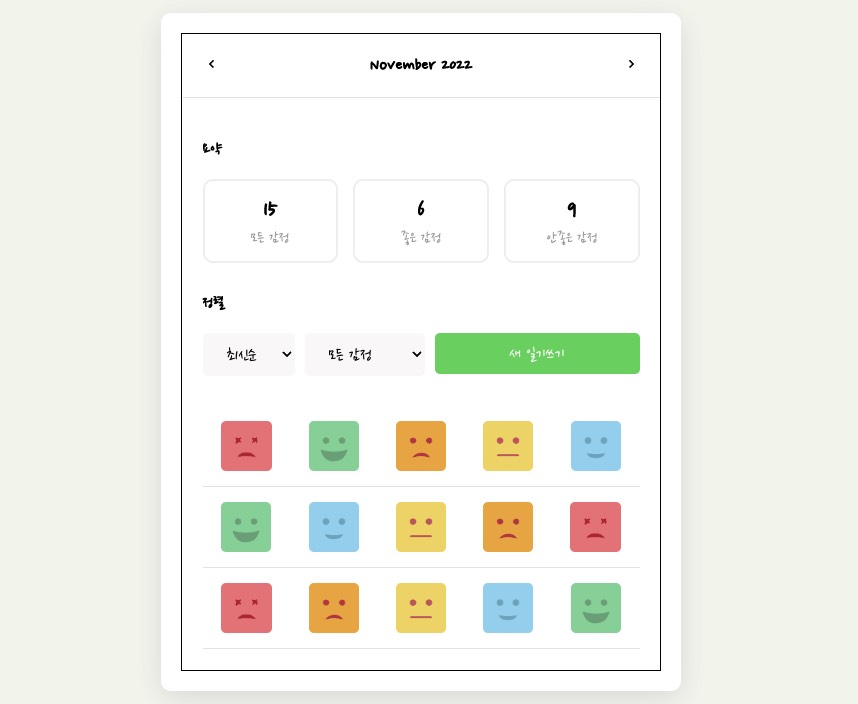 November 2022
요약
15
모든 감정
6
좋은 감정
9
안좋은 감정
정렬
최신순
모든 감정
새 일기쓰기